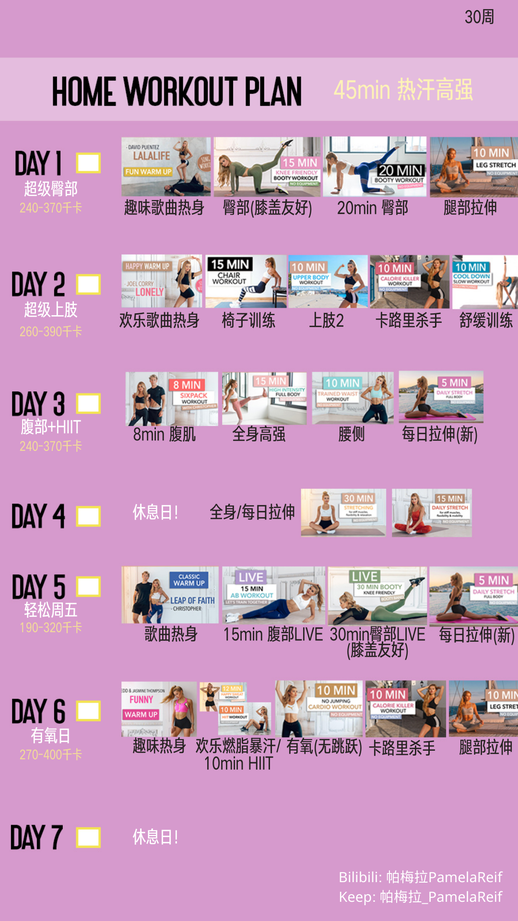 30周
HOME WORKOUT PLAN
45min 热汗高强
DAY 1
超级臀部
240-370千卡
DAVID PUENTEZ
LALALIFE
FUN WARM UP
趣味歌曲热身
15 MIN
KNEE FRIENDLY
BOOTY WORKOUT
NO EQUIPMENT
臀部(膝盖友好)
20 MIN
BOOTY WORKOUT
20min 臀部
10 MIN
LEG STRETCH
腿部拉伸
DAY 2
超级上肢
260-390千卡
HAPPY WARM UP
JOEL CORRY
LONELY
欢乐歌曲热身
15 MIN
CHAIR
WORKOUT
椅子训练
10 MIN
UPPER BODY
WORKOUT
上肢2
10 MIN
CALORIE KILLER
WORKOUT
卡路里杀手
10 MIN
COOL DOWN
舒缓训练
DAY 3
腹部+HIIT
240-370千卡
8 MIN
SIXPACK
WORKOUT
8min 腹肌
15 MIN
HIGH INTENSITY
FULL BODY
全身高强
10 MIN
TRAINED WAIST
WORKOUT
腰侧
5 MIN
DAILY STRETCH
FULL BODY
每日拉伸(新)
DAY 4
休息日!
全身/每日拉伸
30 MIN
STRETCHING
15 MIN
DAILY STRETCH
DAY 5
轻松周五
190-320千卡
CLASSIC
WARM UP
LEAP OF FAITH
CHRISTOPHER
歌曲热身
LIVE
15 MIN
AB WORKOUT
LET'S TRAIN TOGETHER
15min 腹部LIVE
LIVE
30 MIN BOOTY
KNEE FRIENDLY
30min臀部LIVE
(膝盖友好)
5 MIN
DAILY STRETCH
FULL BODY
每日拉伸(新)
DAY 6
有氧日
270-400千卡
FUNNY
WARM UP
趣味热身
10 MIN
HIIT WORKOUT
欢乐燃脂暴汗/
10min HIIT
10 MIN
NO JUMPING
CARDIO WORKOUT
NO EQUIPMENT
有氧(无跳跃)
10 MIN
CALORIE KILLER
WORKOUT
卡路里杀手
10 MIN
LEG STRETCH
腿部拉伸
DAY 7
休息日!
Bilibili: 帕梅拉PamelaReif
Keep: 帕梅拉_PamelaReif